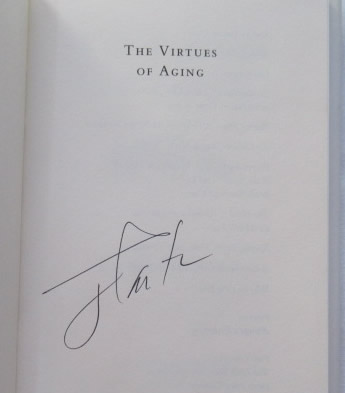 THE VIRTUES
OF AGING